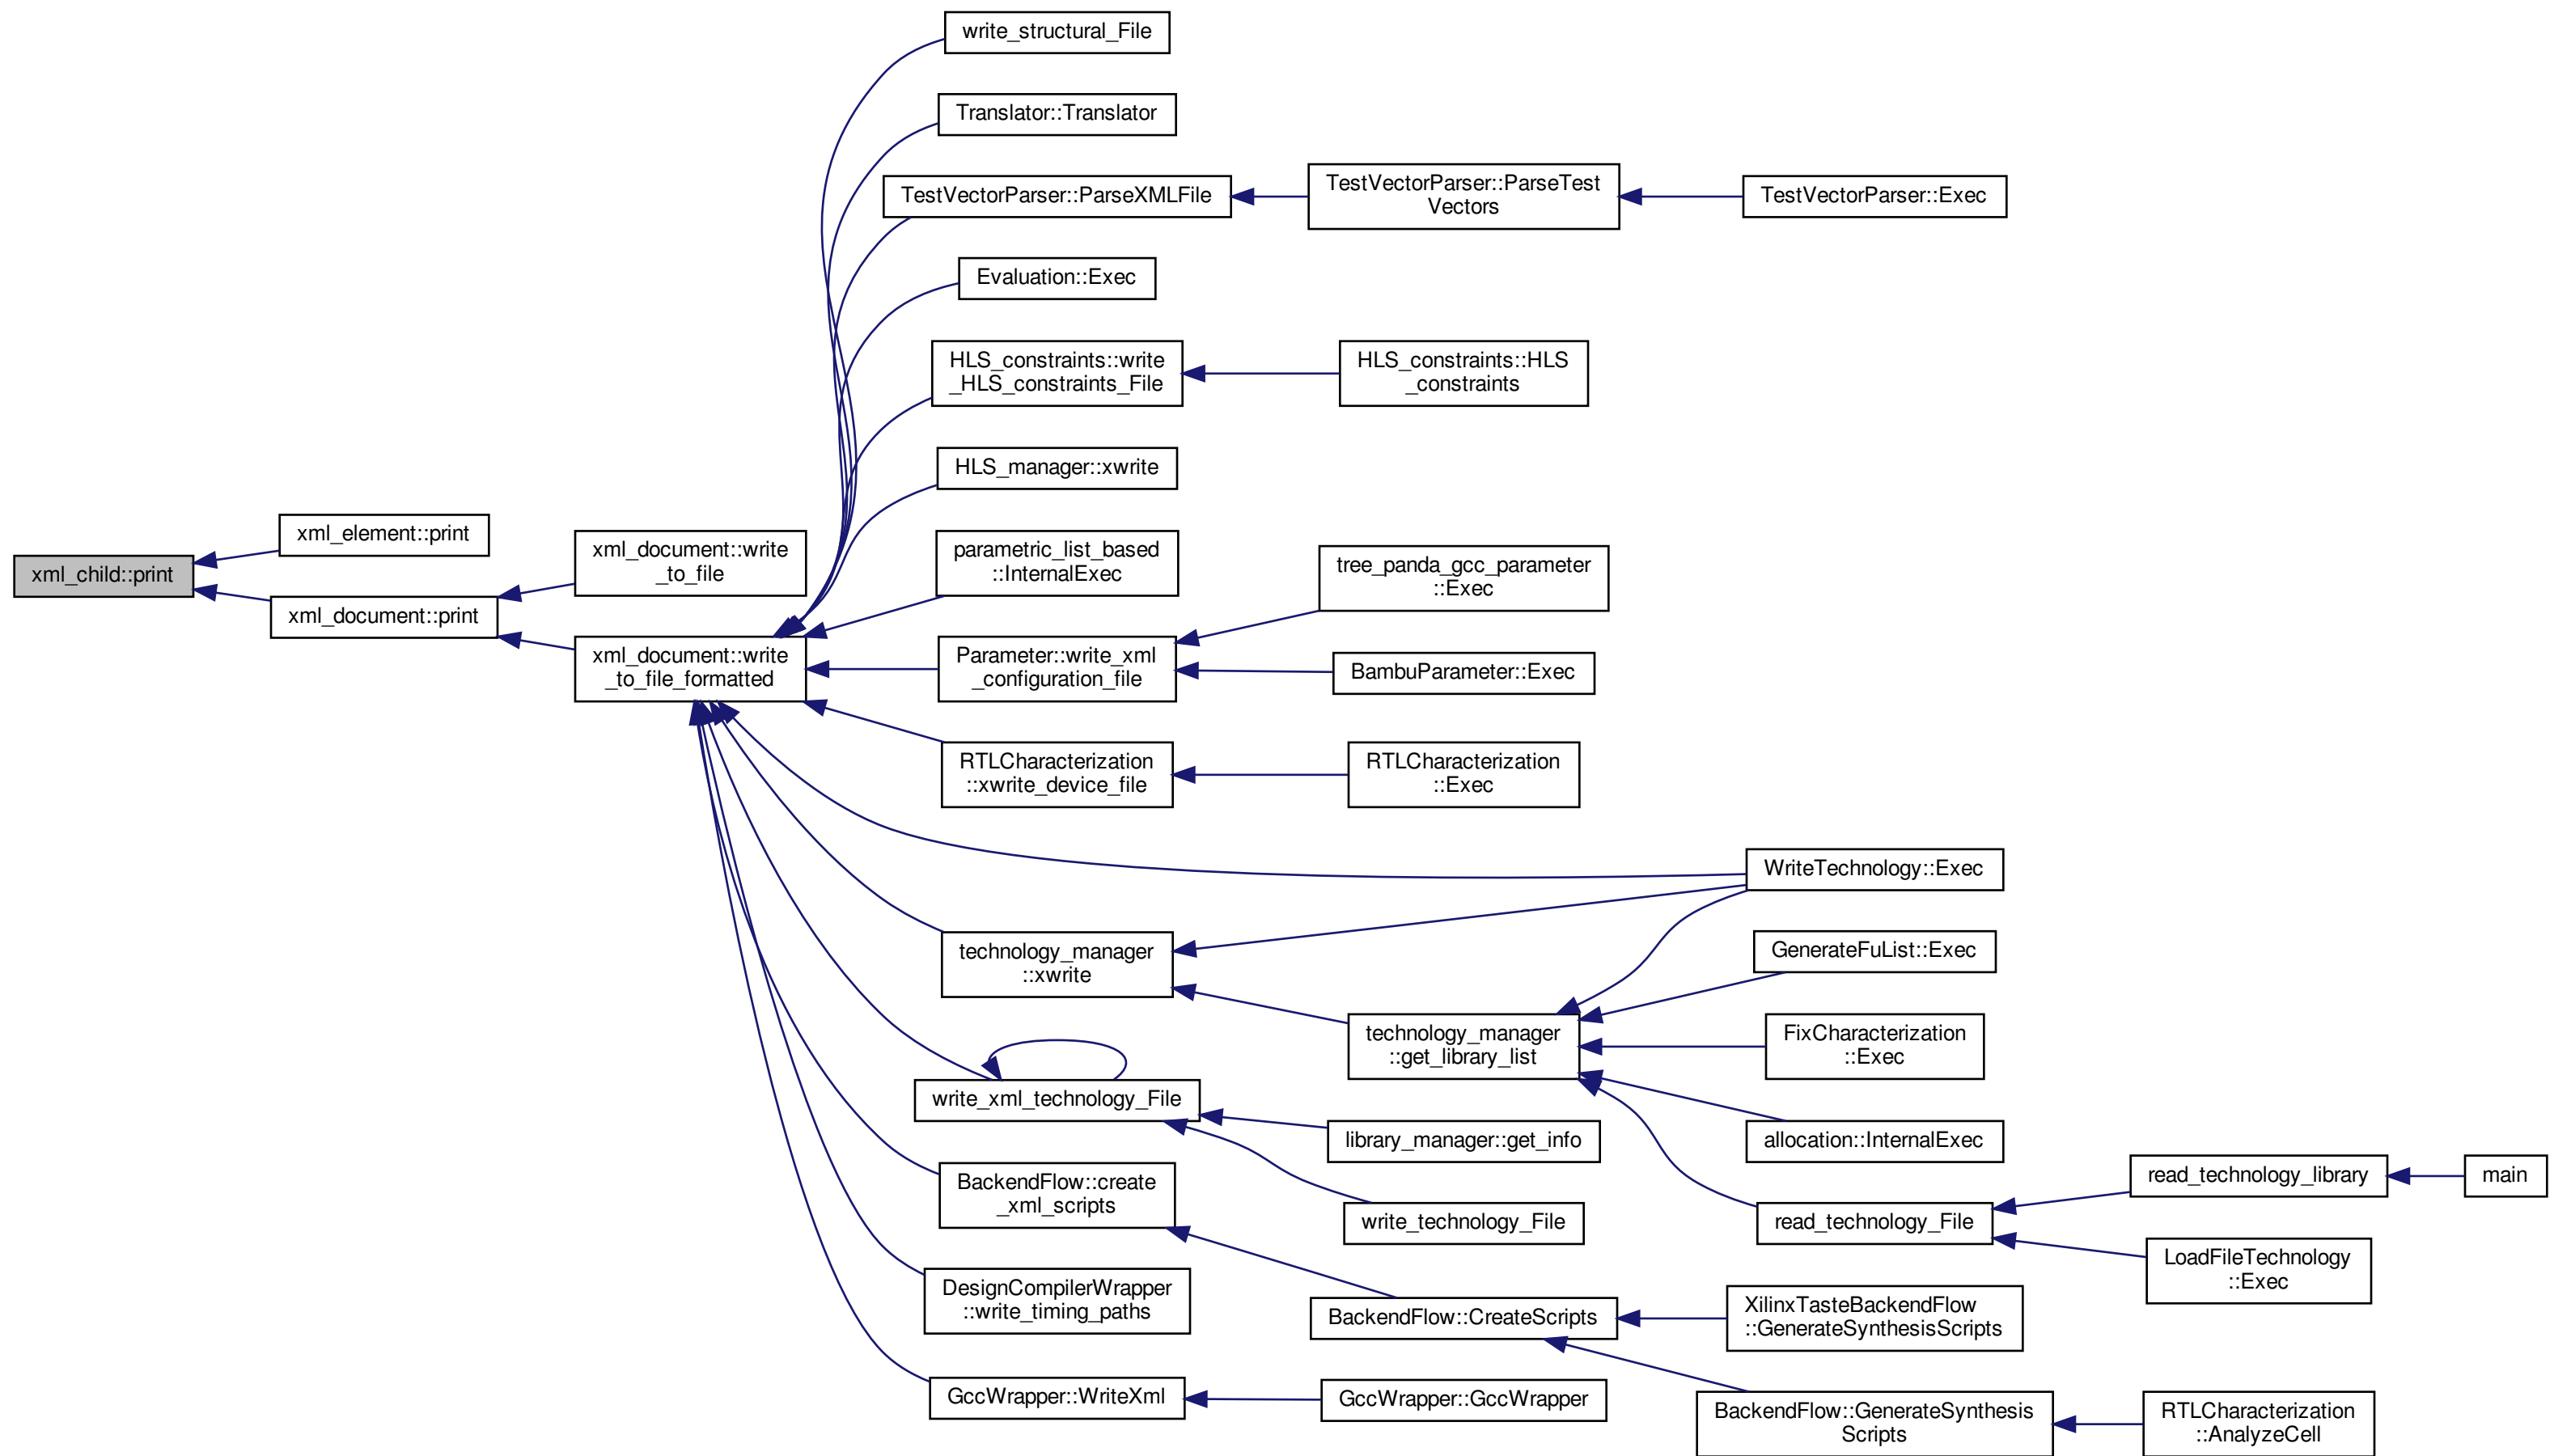 write_structural_File
Translator::Translator
TestVectorParser::ParseXMLFile
TestVectorParser::ParseTest
Vectors
TestVectorParser::Exec
Evaluation::Exec
HLS_constraints::write
_HLS_constraints_File
HLS_constraints::HLS
_constraints
HLS_manager::xwrite
xml_child::print
xml_element::print
xml_document::print
xml_document::write
_to_file
xml_document::write
_to_file_formatted
parametric_list_based
::InternalExec
Parameter::write_xml
_configuration_file
tree_panda_gcc_parameter
::Exec
BambuParameter::Exec
RTLCharacterization
::xwrite_device_file
RTLCharacterization
::Exec
WriteTechnology::Exec
technology_manager
::xwrite
GenerateFuList::Exec
technology_manager
::get_library_list
FixCharacterization
::Exec
write_xml_technology_File
library_manager::get_info
allocation::InternalExec
write_technology_File
read_technology_File
read_technology_library
main
LoadFileTechnology
::Exec
BackendFlow::create
_xml_scripts
DesignCompilerWrapper
::write_timing_paths
BackendFlow::CreateScripts
XilinxTasteBackendFlow
::GenerateSynthesisScripts
GccWrapper::WriteXml
GccWrapper::GccWrapper
BackendFlow::GenerateSynthesis
Scripts
RTLCharacterization
::AnalyzeCell